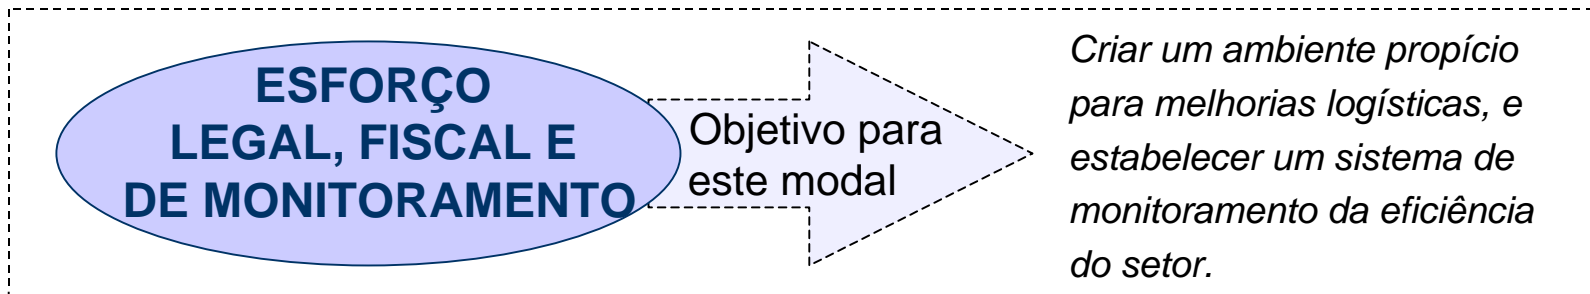 ESFORÇO
LEGAL, FISCAL E
DE MONITORAMENTO
Objetivo para
este modal
Criar um ambiente propício
para melhorias logísticas, e
estabelecer um sistema de
monitoramento da eficiência
do setor.